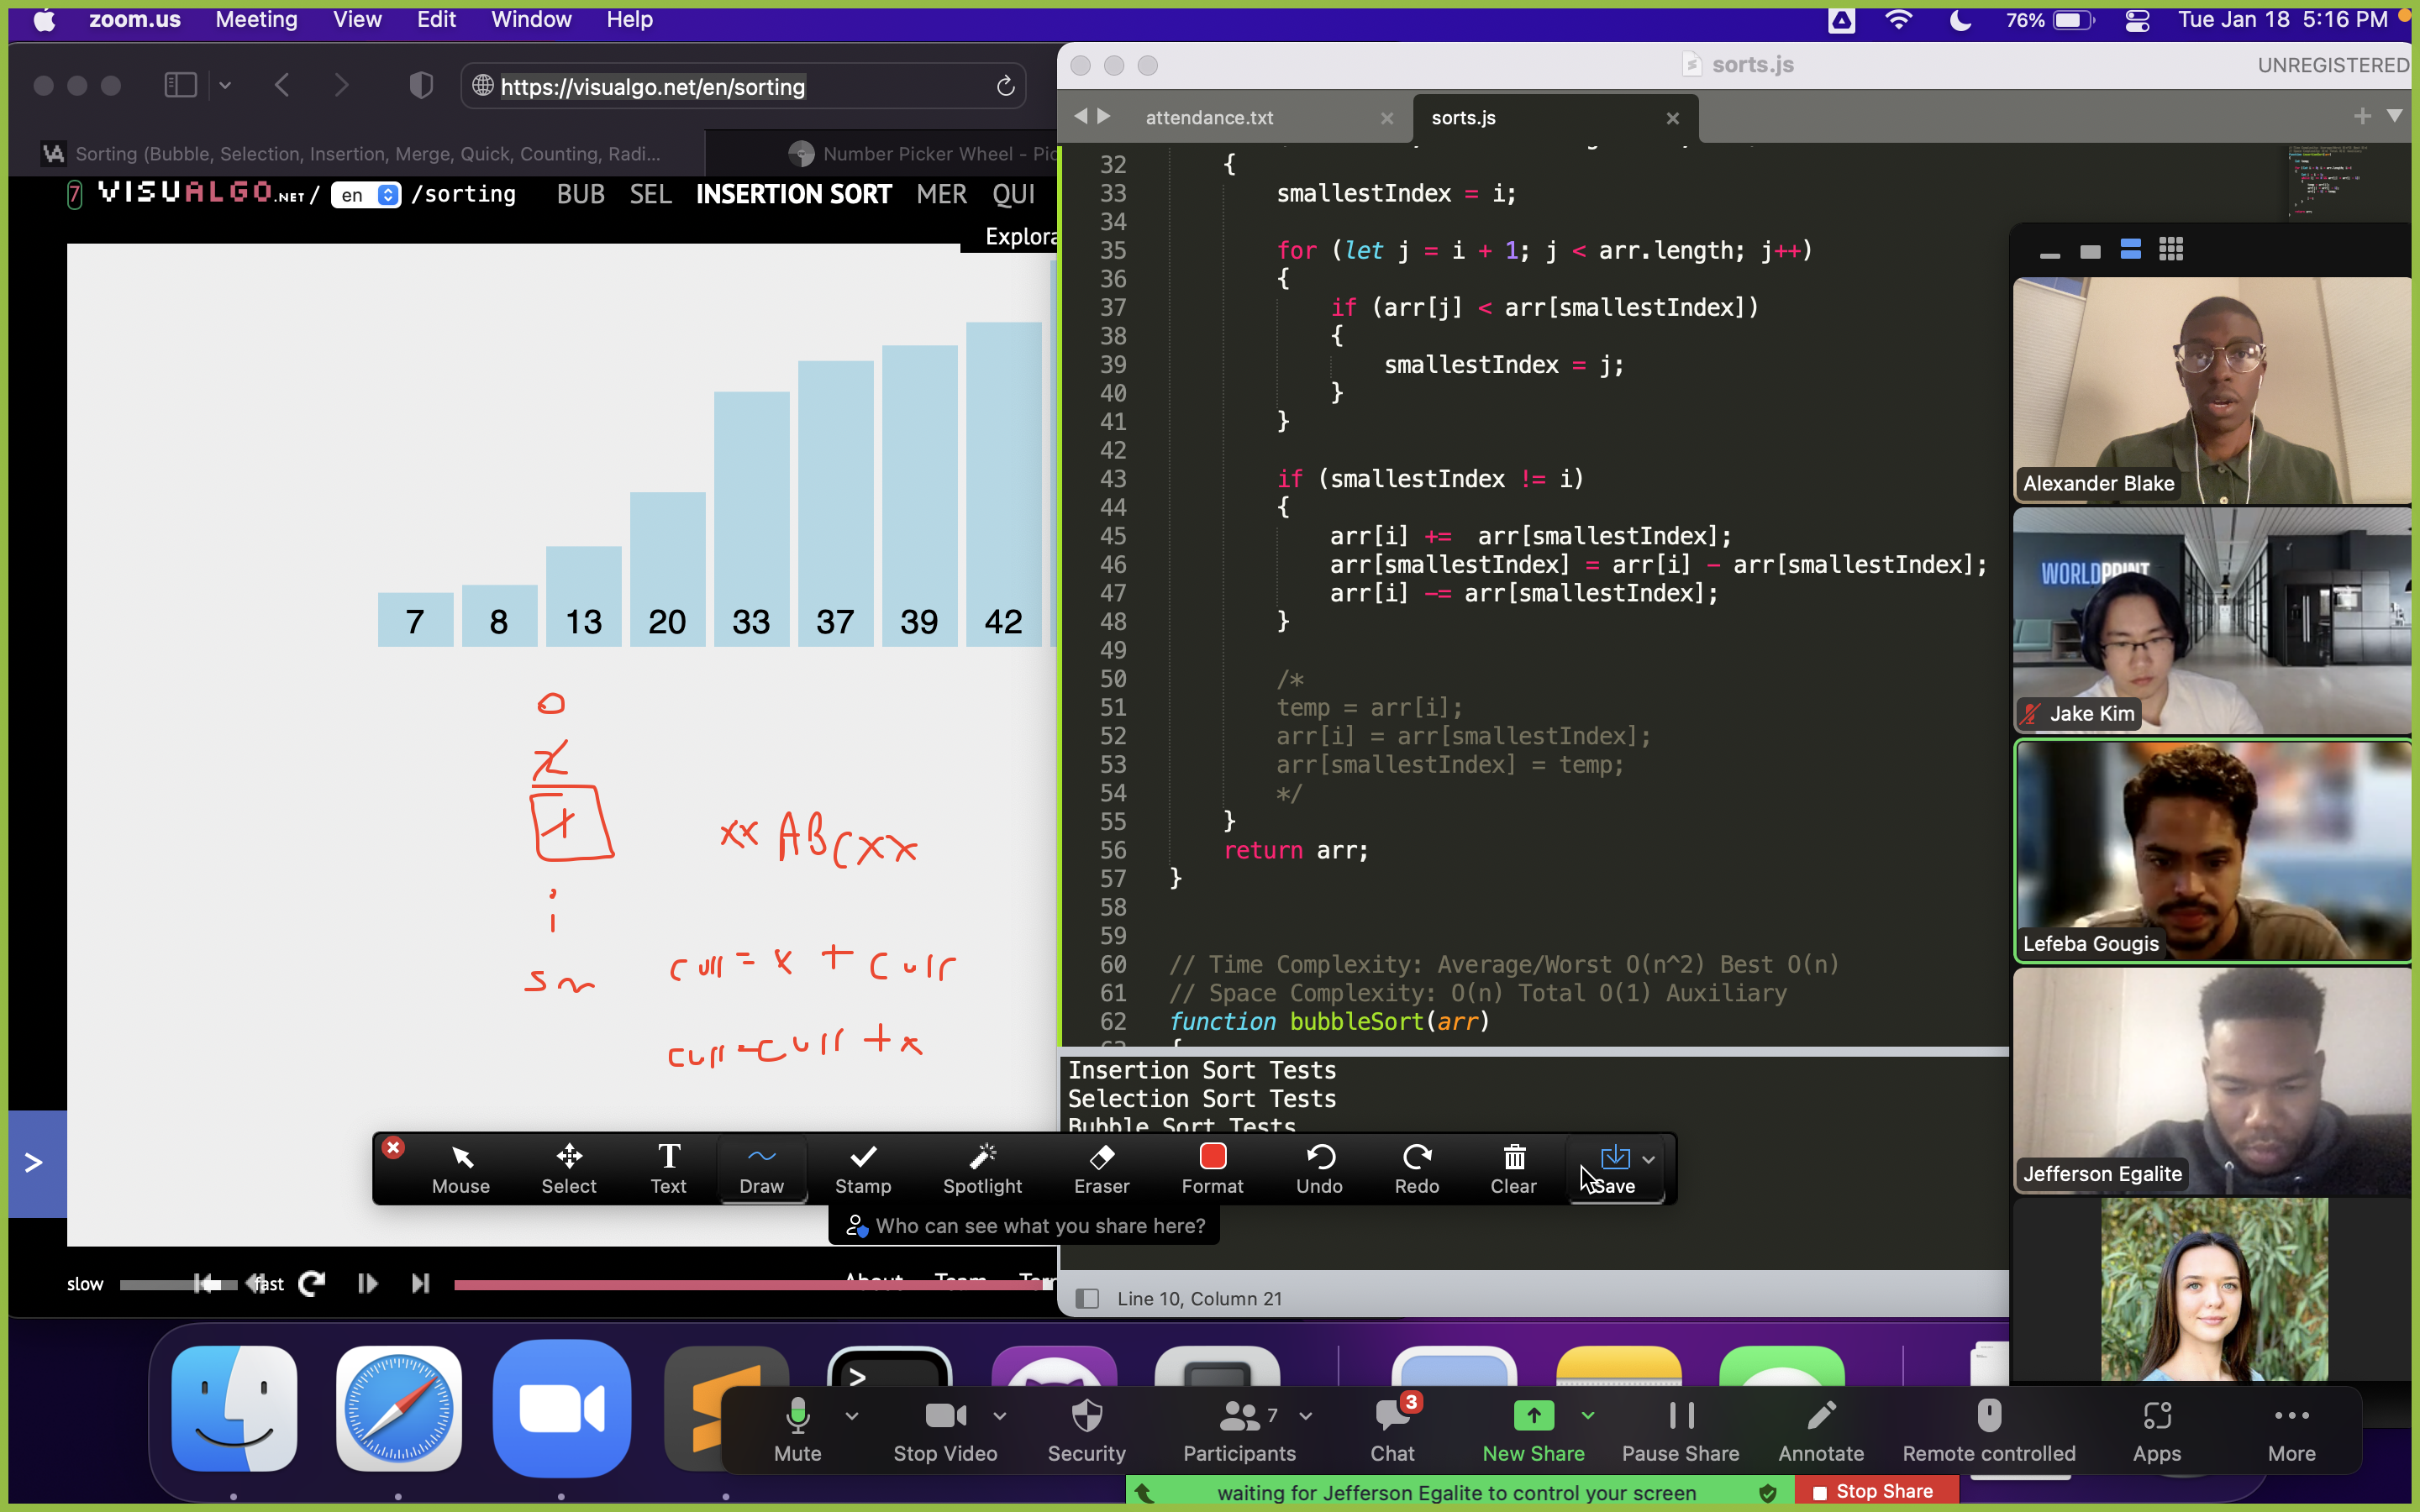 zoom.us Meeting View Edit Window Help 76% Tue Jan 18 5:16 PM
https://visualgo.net/en/sorting
sorts.js
UNREGISTERED
attendance.txt
sorts.js
Sorting (Bubble, Selection, Insertion, Merge, Quick, Counting, Radi...
Number Picker Wheel - Pic
7 VISUALGO.NET/ en /sorting BUB SEL INSERTION SORT MER QUI
Explora
7 8 13 20 33 37 39 42
xx ABCxx
i
sm
curr = x + curr
curr = curr + x
slow
fast
About Team
32 {
33 smallestIndex = i;
34
35 for (let j = i + 1; j < arr.length; j++)
36 {
37 if (arr[j] < arr[smallestIndex])
38 {
39 smallestIndex = j;
40 }
41 }
42
43 if (smallestIndex != i)
44 {
45 arr[i] += arr[smallestIndex];
46 arr[smallestIndex] = arr[i] - arr[smallestIndex];
47 arr[i] -= arr[smallestIndex];
48 }
49
50 /*
51 temp = arr[i];
52 arr[i] = arr[smallestIndex];
53 arr[smallestIndex] = temp;
54 */
55 }
56 return arr;
57 }
58
59
60 // Time Complexity: Average/Worst O(n^2) Best O(n)
61 // Space Complexity: O(n) Total O(1) Auxiliary
62 function bubbleSort(arr)
63 {
Insertion Sort Tests
Selection Sort Tests
Bubble Sort Tests
Line 10, Column 21
Alexander Blake
WORLDPRINT
Jake Kim
Lefeba Gougis
Jefferson Egalite
Mouse Select Text Draw Stamp Spotlight Eraser Format Undo Redo Clear Save
Who can see what you share here?
7
3
Mute Stop Video Security Participants Chat New Share Pause Share Annotate Remote controlled Apps More
waiting for Jefferson Egalite to control your screen
Stop Share